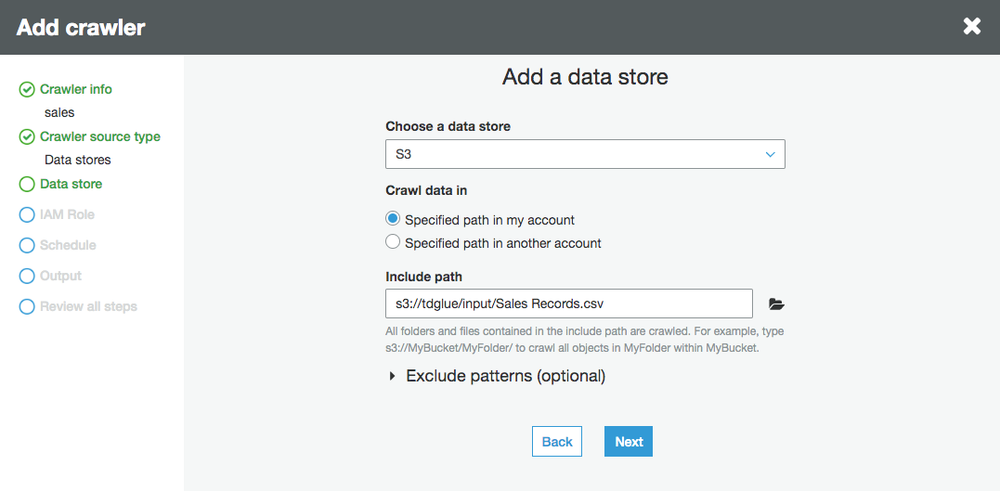 Add crawler
Crawler info
sales
Crawler source type
Data stores
Data store
IAM Role
Schedule
Output
Review all steps
Add a data store
Choose a data store
S3
Crawl data in
Specified path in my account
Specified path in another account
Include path
s3://tdglue/input/Sales Records.csv
All folders and files contained in the include path are crawled. For example, type
s3://MyBucket/MyFolder/ to crawl all objects in MyFolder within MyBucket.
Exclude patterns (optional)
Back
Next